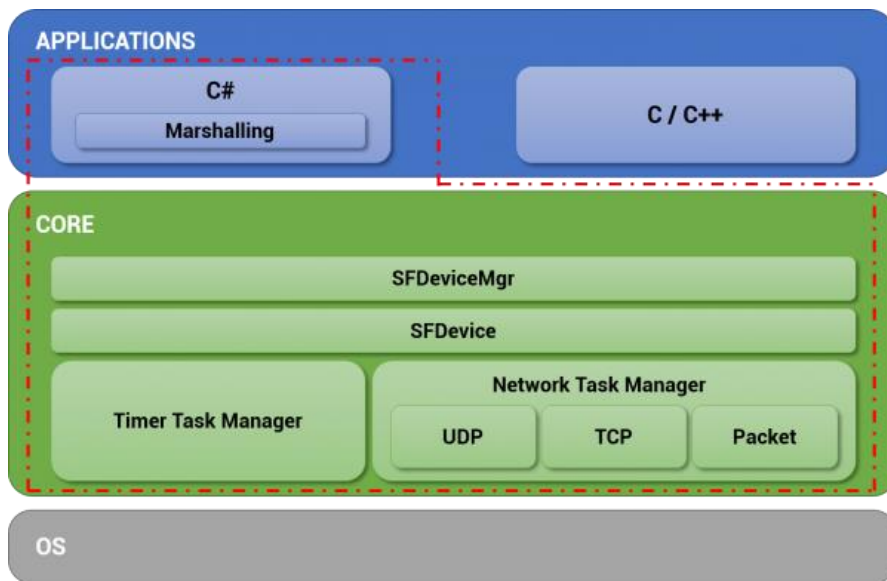 APPLICATIONS
C#
Marshalling
C / C++
CORE
SFDeviceMgr
SFDevice
Timer Task Manager
Network Task Manager
UDP
TCP
Packet
OS